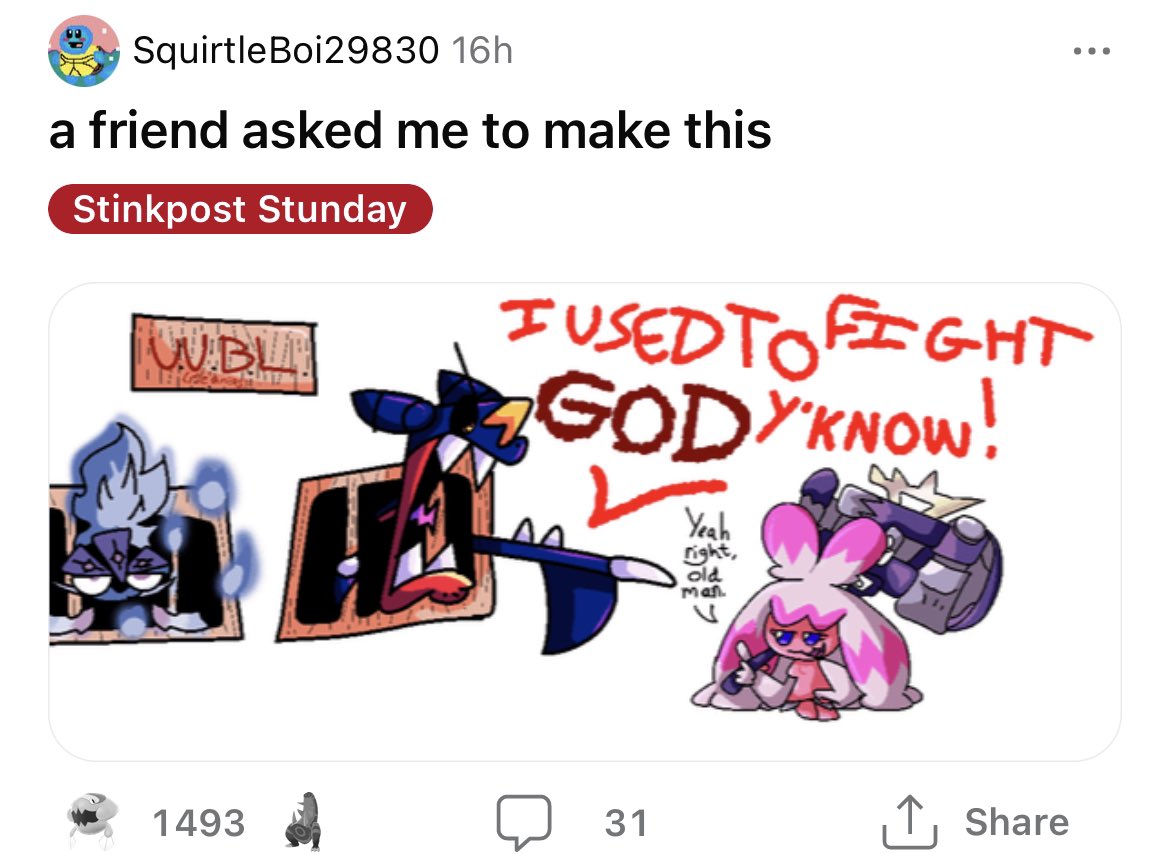 SquirtleBoi29830 16h
a friend asked me to make this
Stinkpost Stunday
UUBL
I USED TO FIGHT
GOD Y'KNOW!
Yeah
right,
old
man.
1493
31
Share